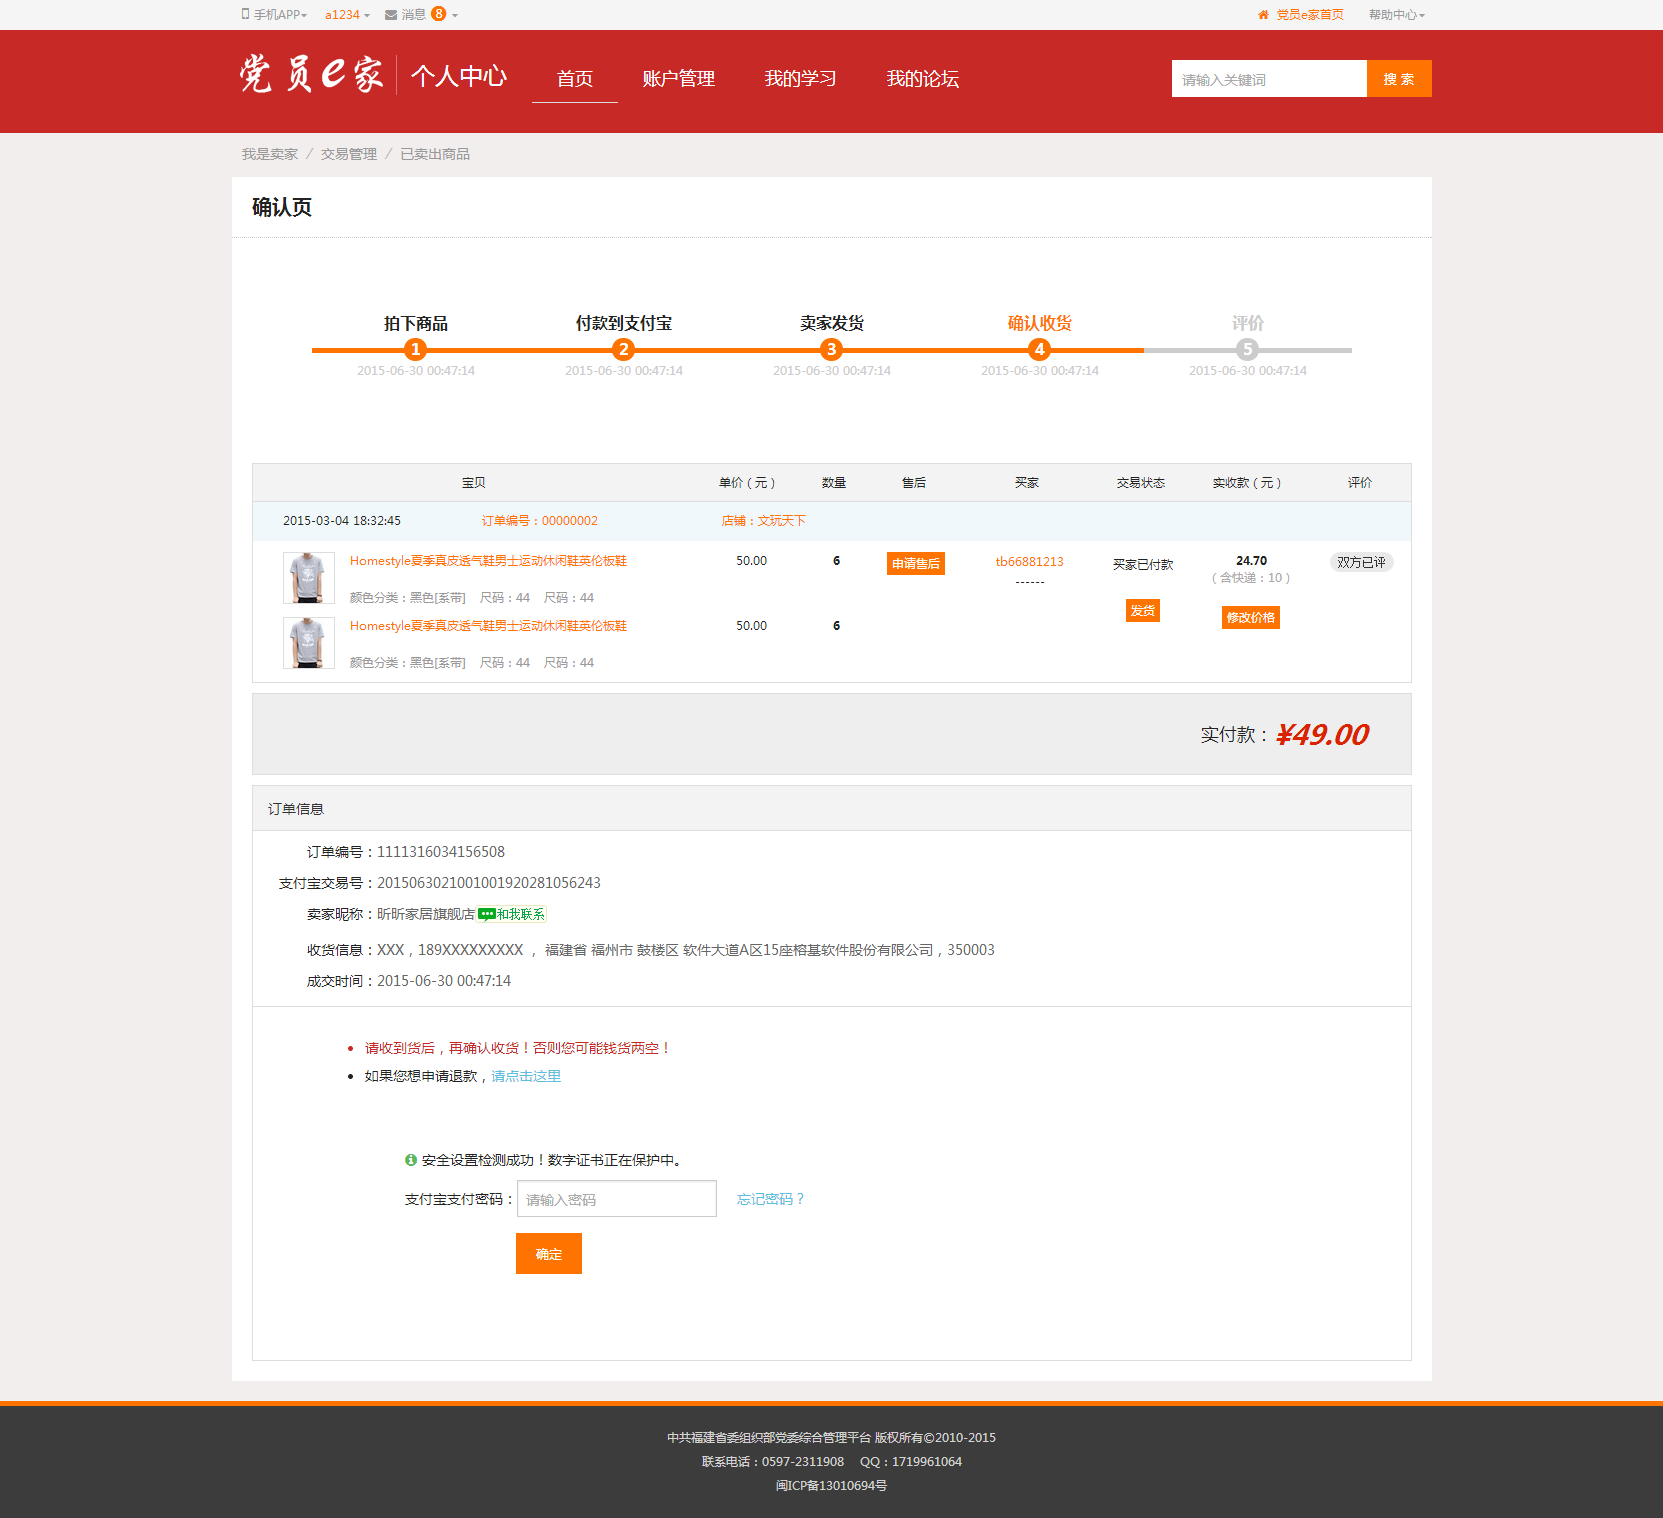 手机APP a1234 消息 8 党员e家首页 帮助中心
党员e家 个人中心 首页 账户管理 我的学习 我的论坛 请输入关键词 搜 索
我是卖家 / 交易管理 / 已卖出商品
确认页
拍下商品 付款到支付宝 卖家发货 确认收货 评价
1 2 3 4 5
2015-06-30 00:47:14 2015-06-30 00:47:14 2015-06-30 00:47:14 2015-06-30 00:47:14 2015-06-30 00:47:14
宝贝 单价（元） 数量 售后 买家 交易状态 实收款（元） 评价
2015-03-04 18:32:45 订单编号：00000002 店铺：文玩天下
Homestyle夏季真皮透气鞋男士运动休闲鞋英伦板鞋 50.00 6 申请售后 tb66881213 买家已付款 24.70 双方已评
------ （含快递：10）
颜色分类：黑色[系带] 尺码：44 尺码：44 发货 修改价格
Homestyle夏季真皮透气鞋男士运动休闲鞋英伦板鞋 50.00 6
颜色分类：黑色[系带] 尺码：44 尺码：44
实付款：¥49.00
订单信息
订单编号：1111316034156508
支付宝交易号：2015063021001001920281056243
卖家昵称：昕昕家居旗舰店 和我联系
收货信息：XXX，189XXXXXXXXX ， 福建省 福州市 鼓楼区 软件大道A区15座榕基软件股份有限公司，350003
成交时间：2015-06-30 00:47:14
• 请收到货后，再确认收货！否则您可能钱货两空！
• 如果您想申请退款，请点击这里
安全设置检测成功！数字证书正在保护中。
支付宝支付密码： 请输入密码 忘记密码？
确定
中共福建省委组织部党委综合管理平台 版权所有©2010-2015
联系电话：0597-2311908 QQ：1719961064
闽ICP备13010694号